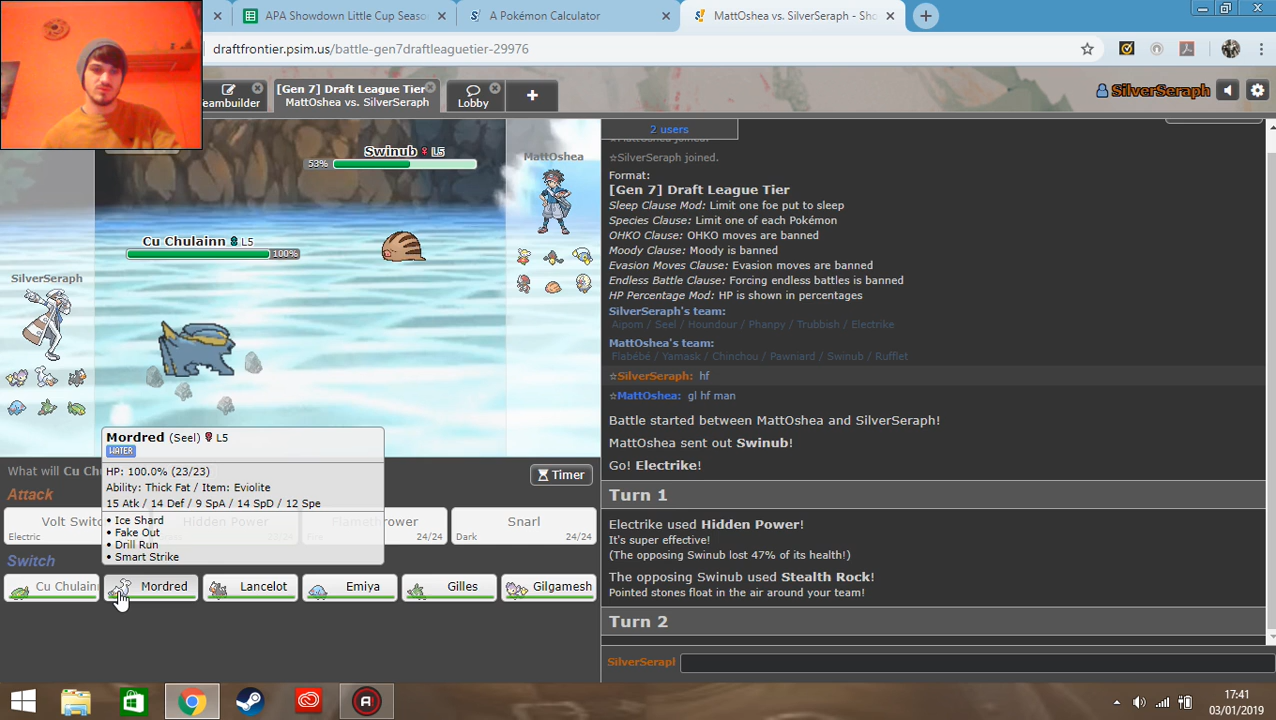 APA Showdown Little Cup Seaso
A Pokémon Calculator
MattOshea vs. SilverSeraph - Sho
draftfrontier.psim.us/battle-gen7draftleaguetier-29976
eambuilder
[Gen 7] Draft League Tier
MattOshea vs. SilverSeraph
Lobby
SilverSeraph
2 users
MattOshea joined.
☆SilverSeraph joined.
Format:
[Gen 7] Draft League Tier
Sleep Clause Mod: Limit one foe put to sleep
Species Clause: Limit one of each Pokémon
OHKO Clause: OHKO moves are banned
Moody Clause: Moody is banned
Evasion Moves Clause: Evasion moves are banned
Endless Battle Clause: Forcing endless battles is banned
HP Percentage Mod: HP is shown in percentages
SilverSeraph's team:
Aipom / Seel / Houndour / Phanpy / Trubbish / Electrike
MattOshea's team:
Flabébé / Yamask / Chinchou / Pawniard / Swinub / Rufflet
☆SilverSeraph: hf
☆MattOshea: gl hf man
Battle started between MattOshea and SilverSeraph!
MattOshea sent out Swinub!
Go! Electrike!
Turn 1
Electrike used Hidden Power!
It's super effective!
(The opposing Swinub lost 47% of its health!)
The opposing Swinub used Stealth Rock!
Pointed stones float in the air around your team!
Turn 2
SilverSerapl
Swinub ♀ L5
53%
MattOshea
Cu Chulainn L5
100%
SilverSeraph
Mordred (Seel) L5
WATER
HP: 100.0% (23/23)
Ability: Thick Fat / Item: Eviolite
15 Atk / 14 Def / 9 SpA / 14 SpD / 12 Spe
• Ice Shard
• Fake Out
• Drill Run
• Smart Strike
What will Cu Chulain
Timer
Attack
Volt Switc
Electric
Hidden Power
Flamethrower
24/24
Snarl
Dark
24/24
Switch
Cu Chulain
Mordred
Lancelot
Emiya
Gilles
Gilgamesh
17:41
03/01/2019